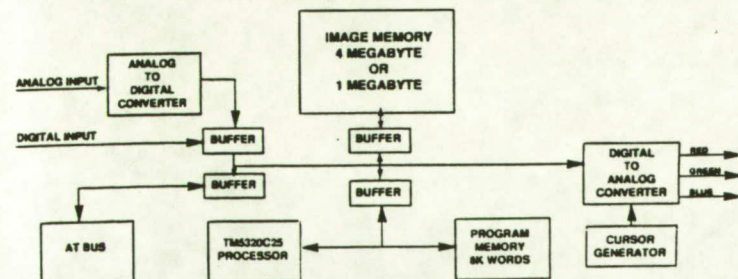 IMAGE MEMORY
4 MEGABYTE
OR
1 MEGABYTE
ANALOG
TO
DIGITAL
CONVERTER
ANALOG INPUT
DIGITAL INPUT
BUFFER
BUFFER
BUFFER
BUFFER
DIGITAL
TO
ANALOG
CONVERTER
RED
GREEN
BLUE
AT BUS
TMS320C25
PROCESSOR
PROGRAM
MEMORY
8K WORDS
CURSOR
GENERATOR